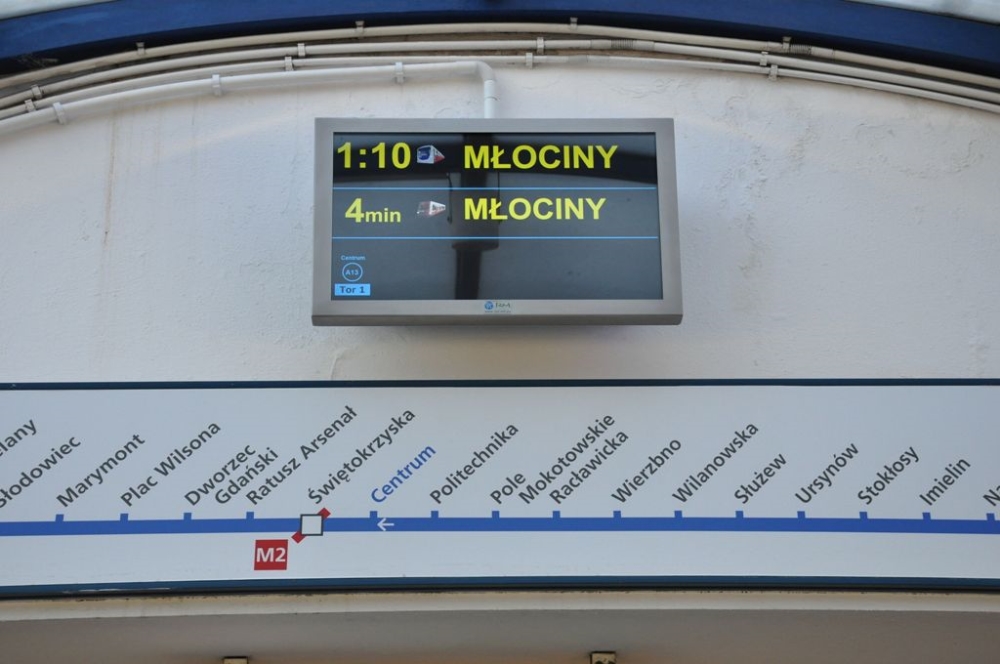 1:10 MŁOCINY
4min MŁOCINY
Centrum
A13
Tor 1
Słodowiec
Marymont
Plac Wilsona
Dworzec
Gdański
Ratusz Arsenał
Świętokrzyska
Centrum
Politechnika
Pole
Mokotowskie
Racławicka
Wierzbno
Wilanowska
Służew
Ursynów
Stokłosy
Imielin
M2